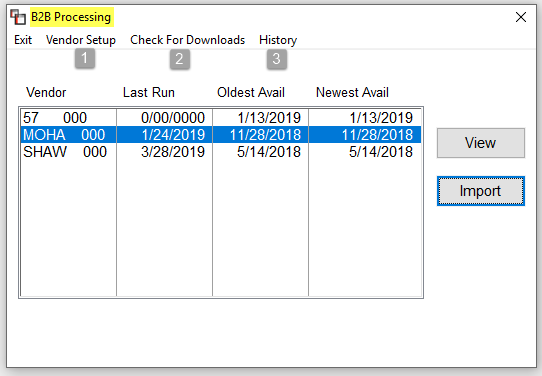 B2B Processing
Exit Vendor Setup Check For Downloads History
1 2 3
Vendor Last Run Oldest Avail Newest Avail
57 000 0/00/0000 1/13/2019 1/13/2019
MOHA 000 1/24/2019 11/28/2018 11/28/2018
SHAW 000 3/28/2019 5/14/2018 5/14/2018
View
Import